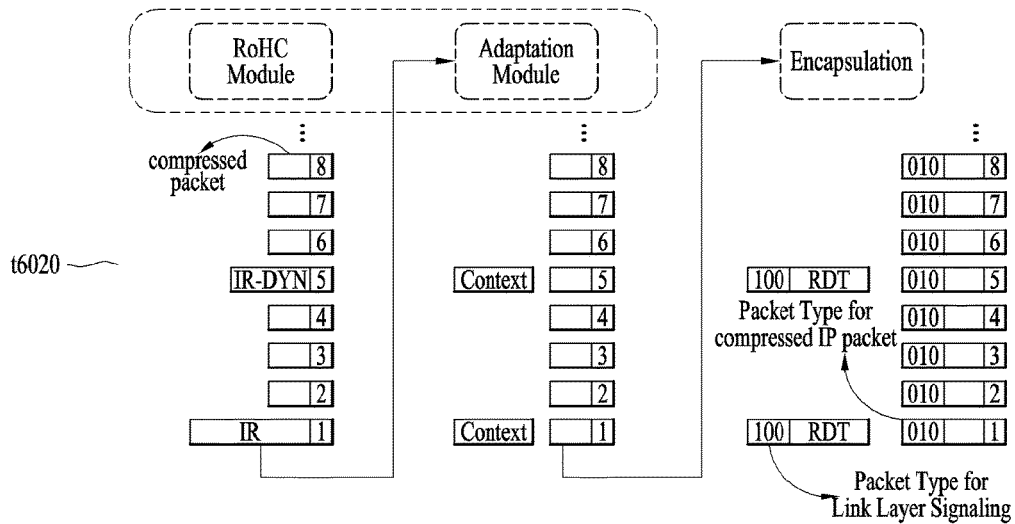 RoHC
Module
Adaptation
Module
Encapsulation
⋮ ⋮ ⋮
compressed
packet
8 8 010 8
7 7 010 7
6 6 010 6
t6020
IR-DYN 5 Context 5 100 RDT 010 5
Packet Type for
compressed IP packet
4 4 010 4
3 3 010 3
2 2 010 2
IR 1 Context 1 100 RDT 010 1
Packet Type for
Link Layer Signaling